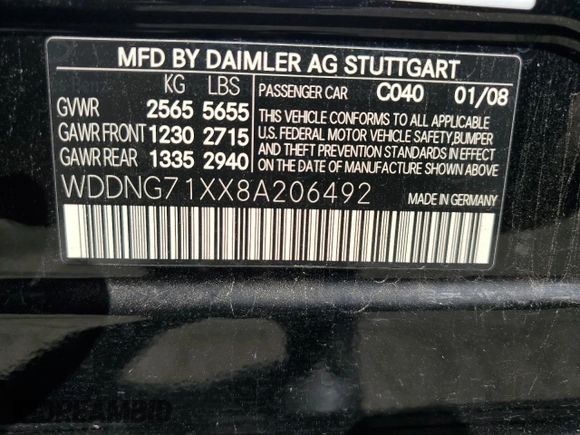 MFD BY DAIMLER AG STUTTGART
KG LBS
GVWR 2565 5655
GAWR FRONT 1230 2715
GAWR REAR 1335 2940
PASSENGER CAR C040 01/08
THIS VEHICLE CONFORMS TO ALL APPLICABLE
U.S. FEDERAL MOTOR VEHICLE SAFETY, BUMPER
AND THEFT PREVENTION STANDARDS IN EFFECT
ON THE DATE OF MANUFACTURE SHOWN ABOVE
WDDNG71XX8A206492
MADE IN GERMANY